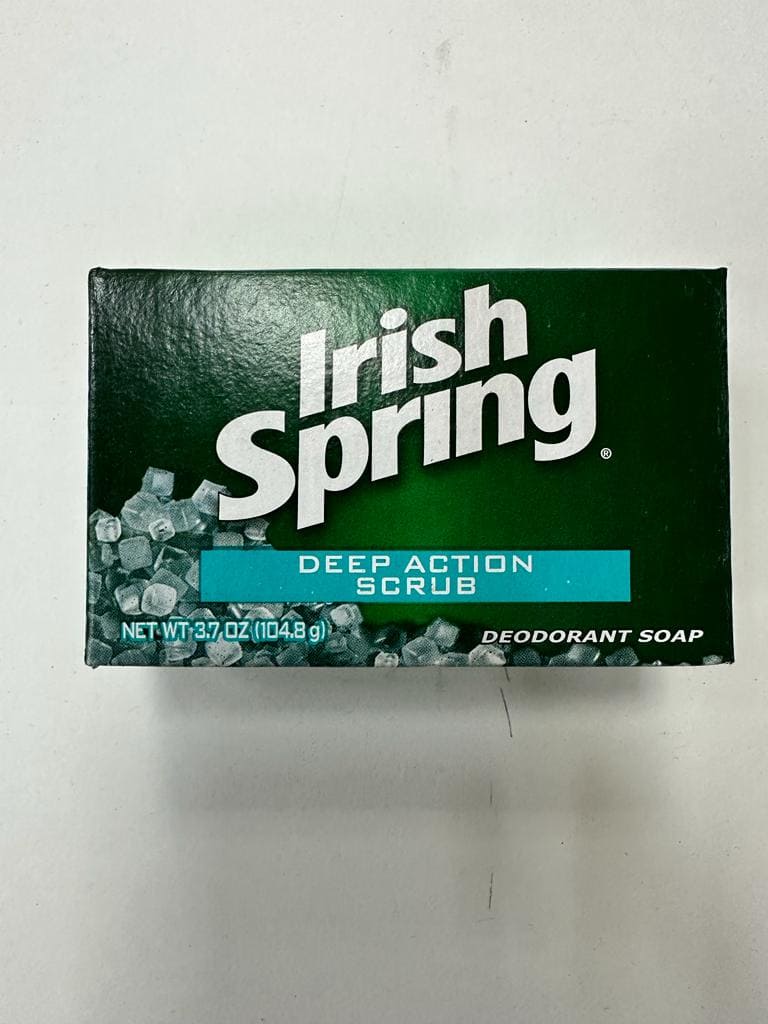 Irish
Spring®
DEEP ACTION
SCRUB
NET WT 3.7 OZ (104.8 g)
DEODORANT SOAP